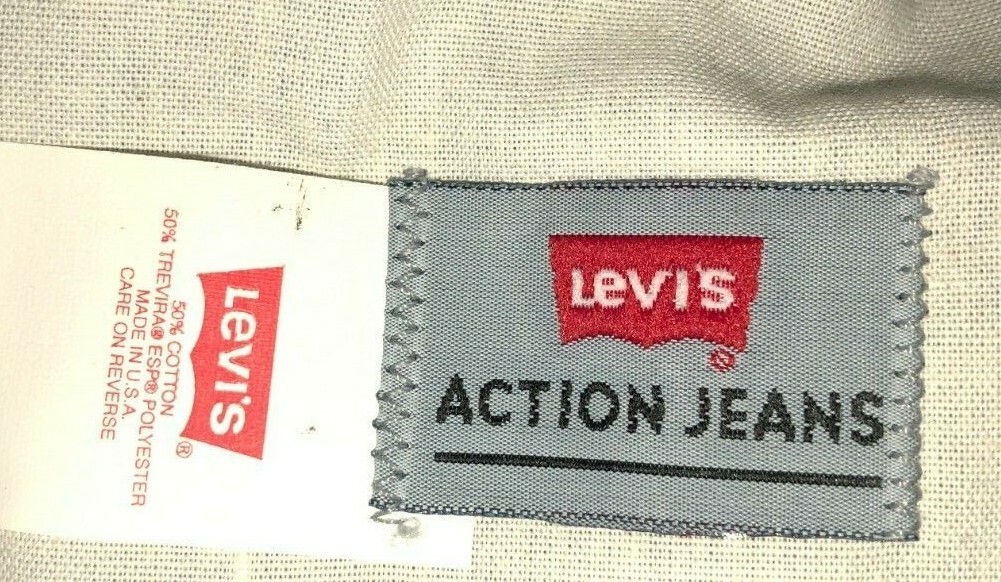 LEVI'S
®
50% COTTON
50% TREVIRA® ESP® POLYESTER
MADE IN U.S.A.
CARE ON REVERSE
LEVI'S
®
ACTION JEANS